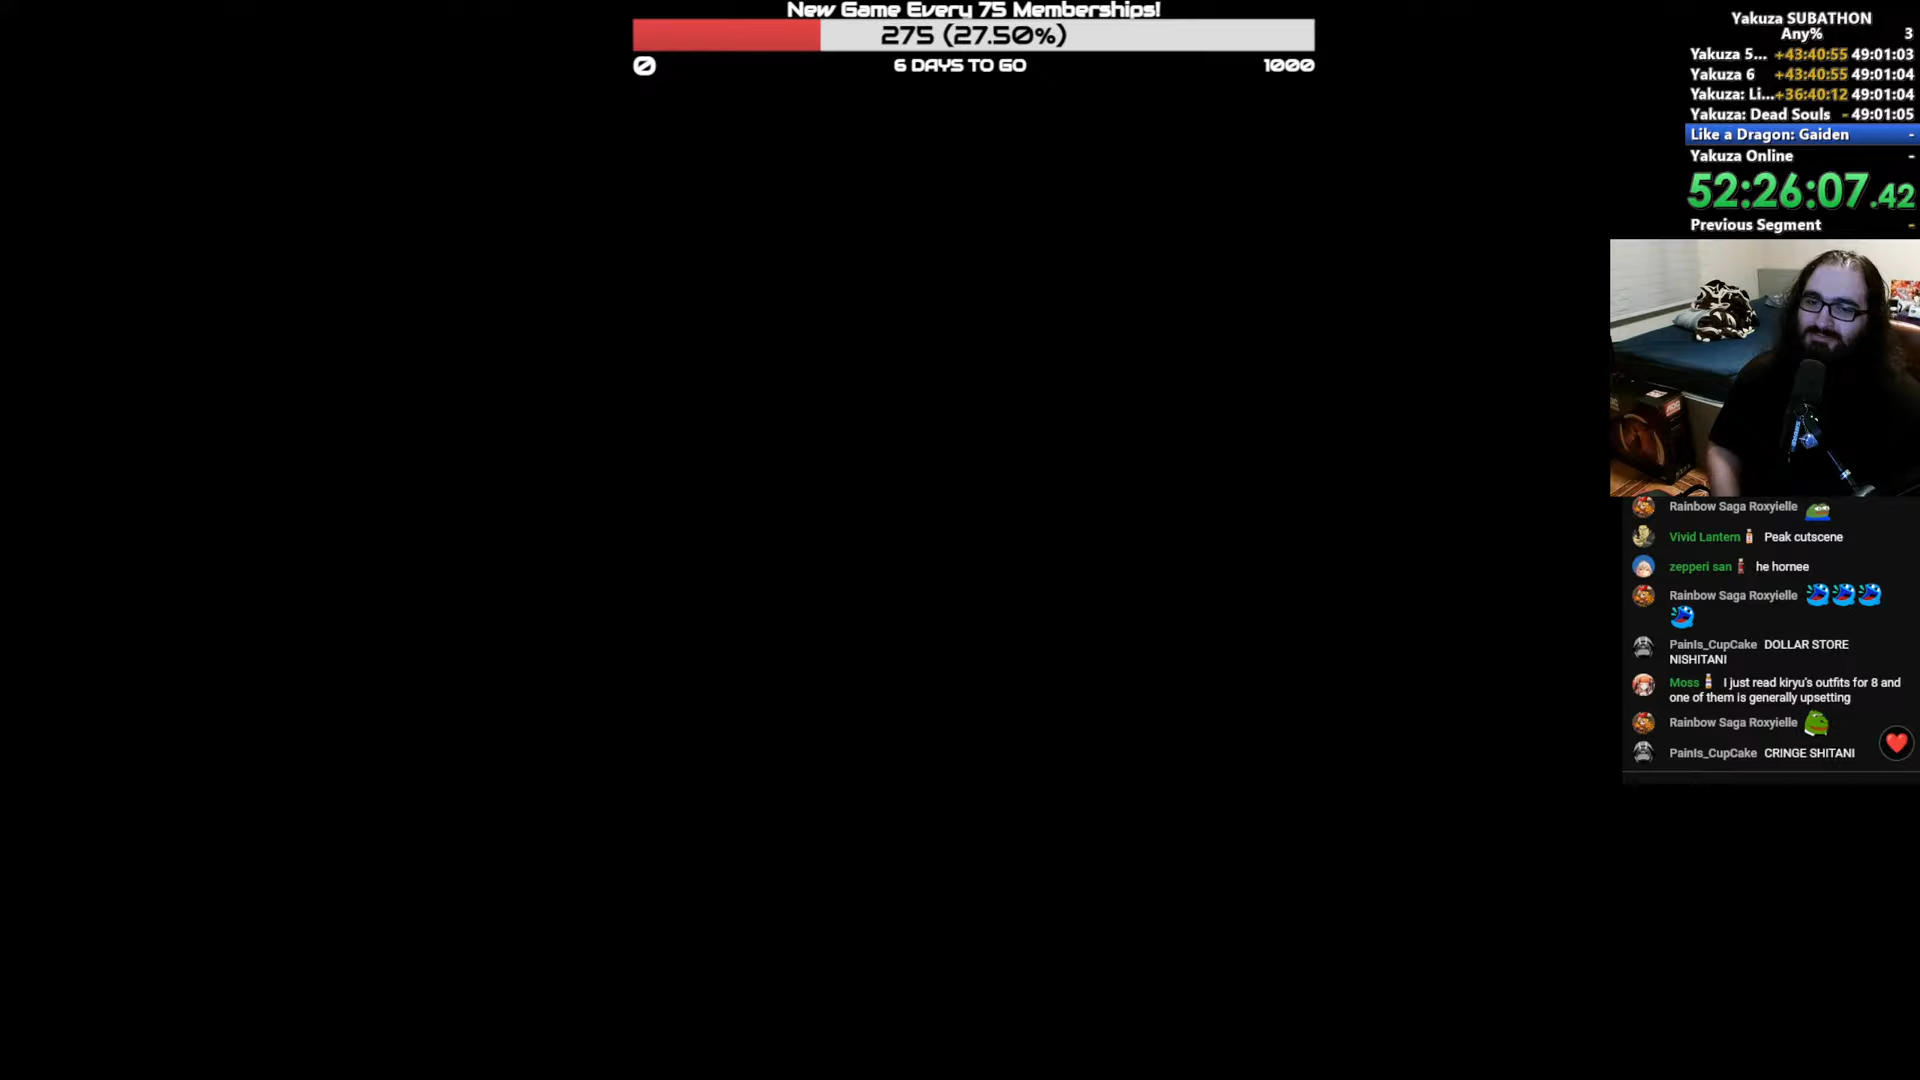 New Game Every 75 Memberships!
275 (27.50%)
0
6 DAYS TO GO
1000
Yakuza SUBATHON
Any%
3
Yakuza 5... +43:40:55 49:01:03
Yakuza 6 +43:40:55 49:01:04
Yakuza: Li...+36:40:12 49:01:04
Yakuza: Dead Souls - 49:01:05
Like a Dragon: Gaiden -
Yakuza Online -
52:26:07.42
Previous Segment -
Rainbow Saga Roxyielle
Vivid Lantern Peak cutscene
zepperi san he hornee
Rainbow Saga Roxyielle
PainIs_CupCake DOLLAR STORE
NISHITANI
Moss I just read kiryu's outfits for 8 and
one of them is generally upsetting
Rainbow Saga Roxyielle
PainIs_CupCake CRINGE SHITANI